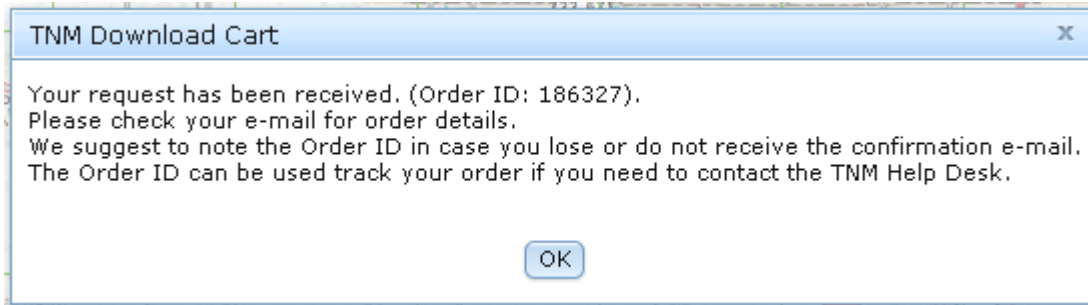 TNM Download Cart
x
Your request has been received. (Order ID: 186327).
Please check your e-mail for order details.
We suggest to note the Order ID in case you lose or do not receive the confirmation e-mail.
The Order ID can be used track your order if you need to contact the TNM Help Desk.
OK